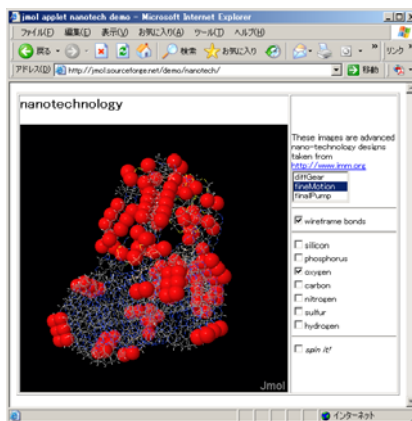 jmol applet nanotech demo - Microsoft Internet Explorer
ファイル(F) 編集(E) 表示(V) お気に入り(A) ツール(T) ヘルプ(H)
戻る 検索 お気に入り リンク
アドレス(D) http://jmol.sourceforge.net/demo/nanotech/ 移動
nanotechnology
These images are advanced
nano-technology designs
taken from
http://www.imm.org
diffGear
fineMotion
finalPump
wireframe bonds
silicon
phosphorus
oxygen
carbon
nitrogen
sulfur
hydrogen
spin it!
Jmol
インターネット